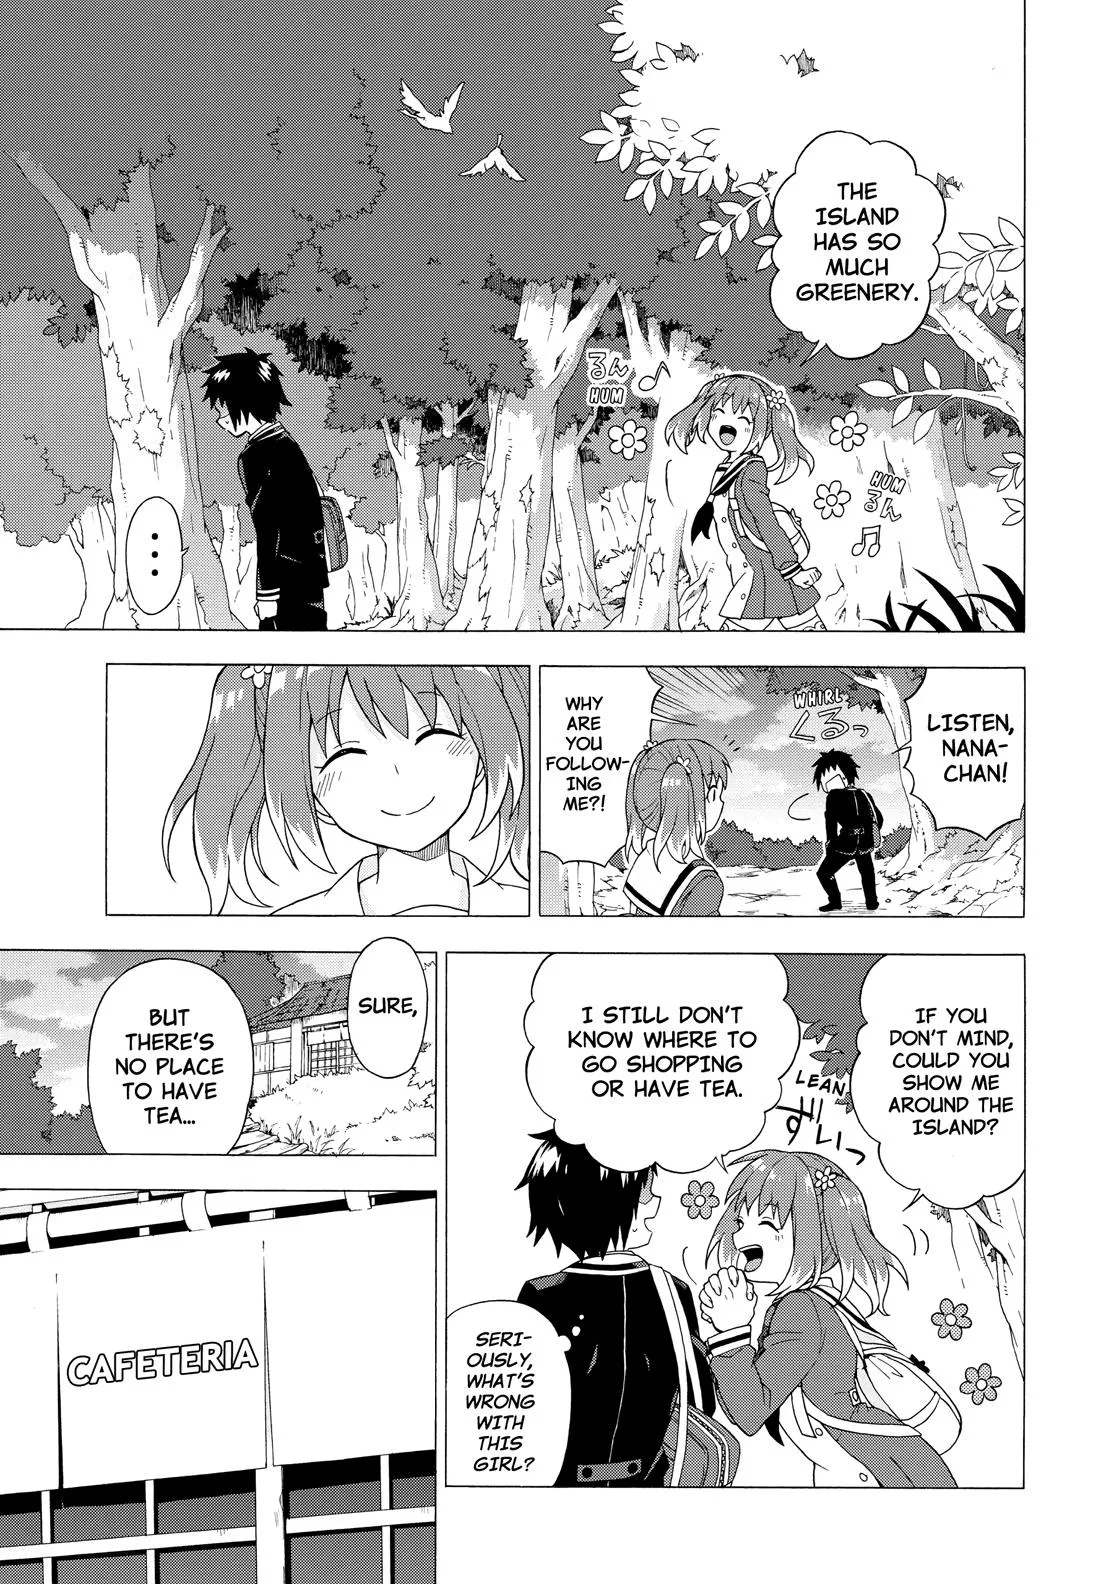 THE
ISLAND
HAS SO
MUCH
GREENERY.
るん
HUM
HUM
るん
...
LISTEN,
NANA-
CHAN!
WHIRL
くるっ
WHY
ARE
YOU
FOLLOW-
ING
ME?!
IF YOU
DON'T MIND,
COULD YOU
SHOW ME
AROUND THE
ISLAND?
I STILL DON'T
KNOW WHERE TO
GO SHOPPING
OR HAVE TEA.
LEAN
ずいっ
SERI-
OUSLY,
WHAT'S
WRONG
WITH
THIS
GIRL?
SURE,
BUT
THERE'S
NO PLACE
TO HAVE
TEA...
CAFETERIA